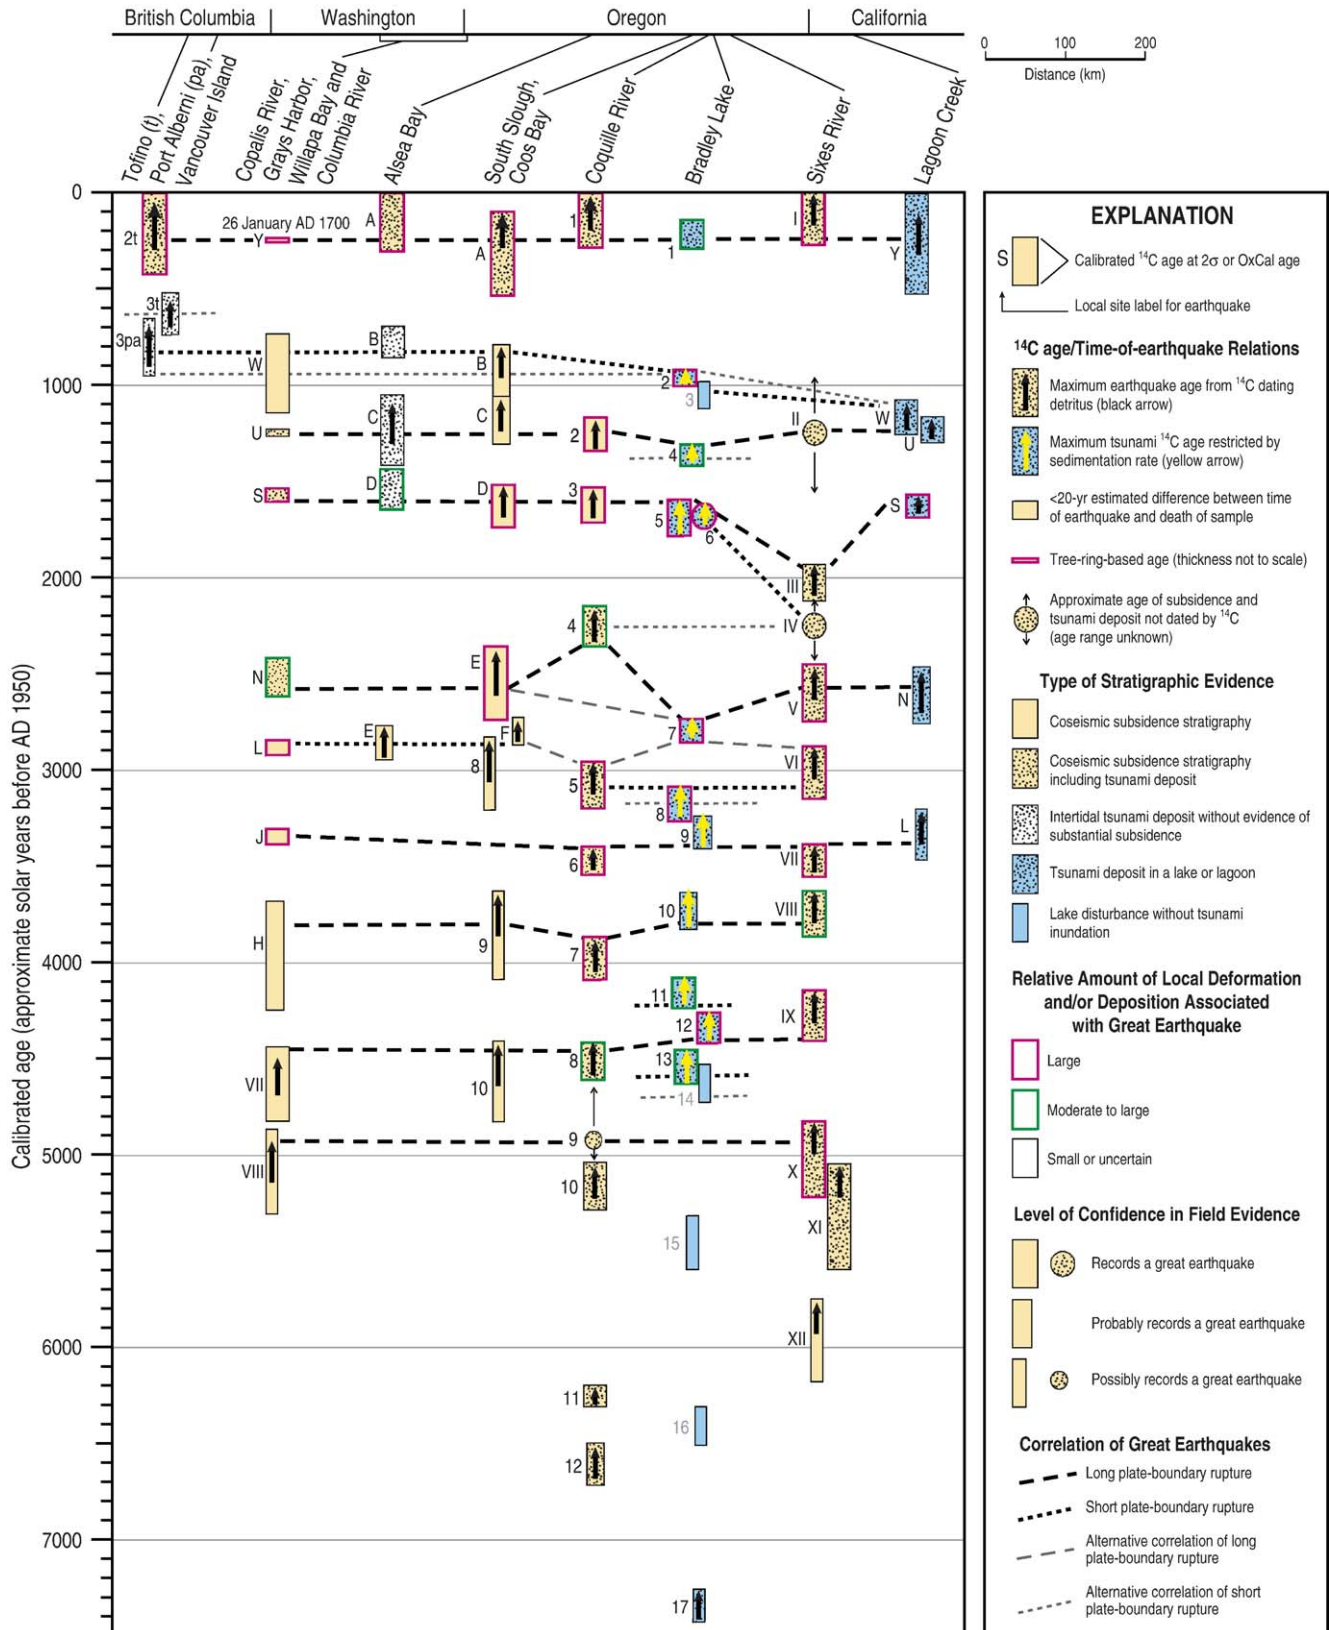 British Columbia
Washington
Oregon
California
0
100
200
Distance (km)
Tofino (t),
Port Alberni (pa),
Vancouver Island
Copalis River,
Grays Harbor,
Willapa Bay and
Columbia River
Alsea Bay
South Slough,
Coos Bay
Coquille River
Bradley Lake
Sixes River
Lagoon Creek
Calibrated age (approximate solar years before AD 1950)
0
26 January AD 1700
2t
Y
A
A
1
1
I
Y
3t
3pa
W
B
B
2
3
1000
U
C
C
2
4
II
W
U
S
D
D
3
5
6
S
2000
III
4
IV
N
E
V
N
7
L
E
F
8
VI
3000
5
8
9
L
J
6
VII
10
VIII
H
9
7
4000
11
IX
12
VII
10
8
13
14
9
5000
VIII
10
X
XI
15
6000
XII
11
16
12
7000
17
EXPLANATION
S
Calibrated ¹⁴C age at 2σ or OxCal age
Local site label for earthquake
¹⁴C age/Time-of-earthquake Relations
Maximum earthquake age from ¹⁴C dating
detritus (black arrow)
Maximum tsunami ¹⁴C age restricted by
sedimentation rate (yellow arrow)
<20-yr estimated difference between time
of earthquake and death of sample
Tree-ring-based age (thickness not to scale)
Approximate age of subsidence and
tsunami deposit not dated by ¹⁴C
(age range unknown)
Type of Stratigraphic Evidence
Coseismic subsidence stratigraphy
Coseismic subsidence stratigraphy
including tsunami deposit
Intertidal tsunami deposit without evidence of
substantial subsidence
Tsunami deposit in a lake or lagoon
Lake disturbance without tsunami
inundation
Relative Amount of Local Deformation
and/or Deposition Associated
with Great Earthquake
Large
Moderate to large
Small or uncertain
Level of Confidence in Field Evidence
Records a great earthquake
Probably records a great earthquake
Possibly records a great earthquake
Correlation of Great Earthquakes
Long plate-boundary rupture
Short plate-boundary rupture
Alternative correlation of long
plate-boundary rupture
Alternative correlation of short
plate-boundary rupture